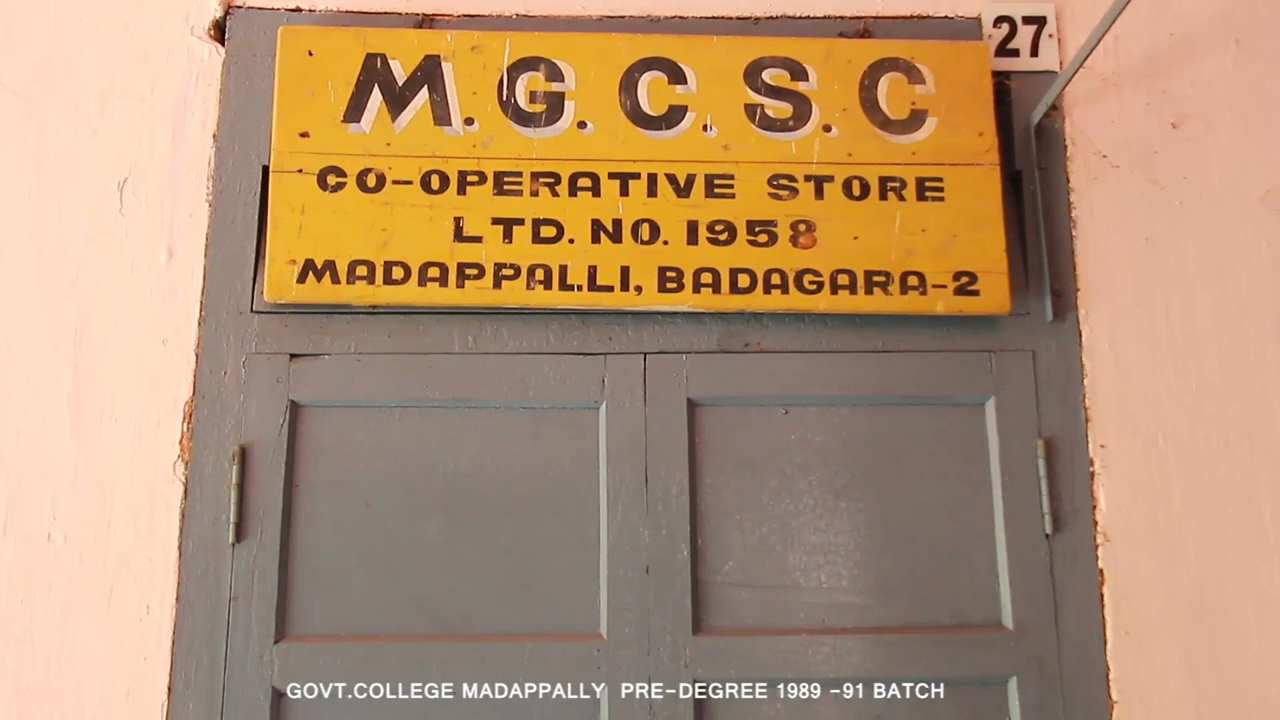 27
M.G.C.S.C
CO-OPERATIVE STORE
LTD. NO. 1958
MADAPPALLI, BADAGARA-2
GOVT.COLLEGE MADAPPALLY PRE-DEGREE 1989 -91 BATCH